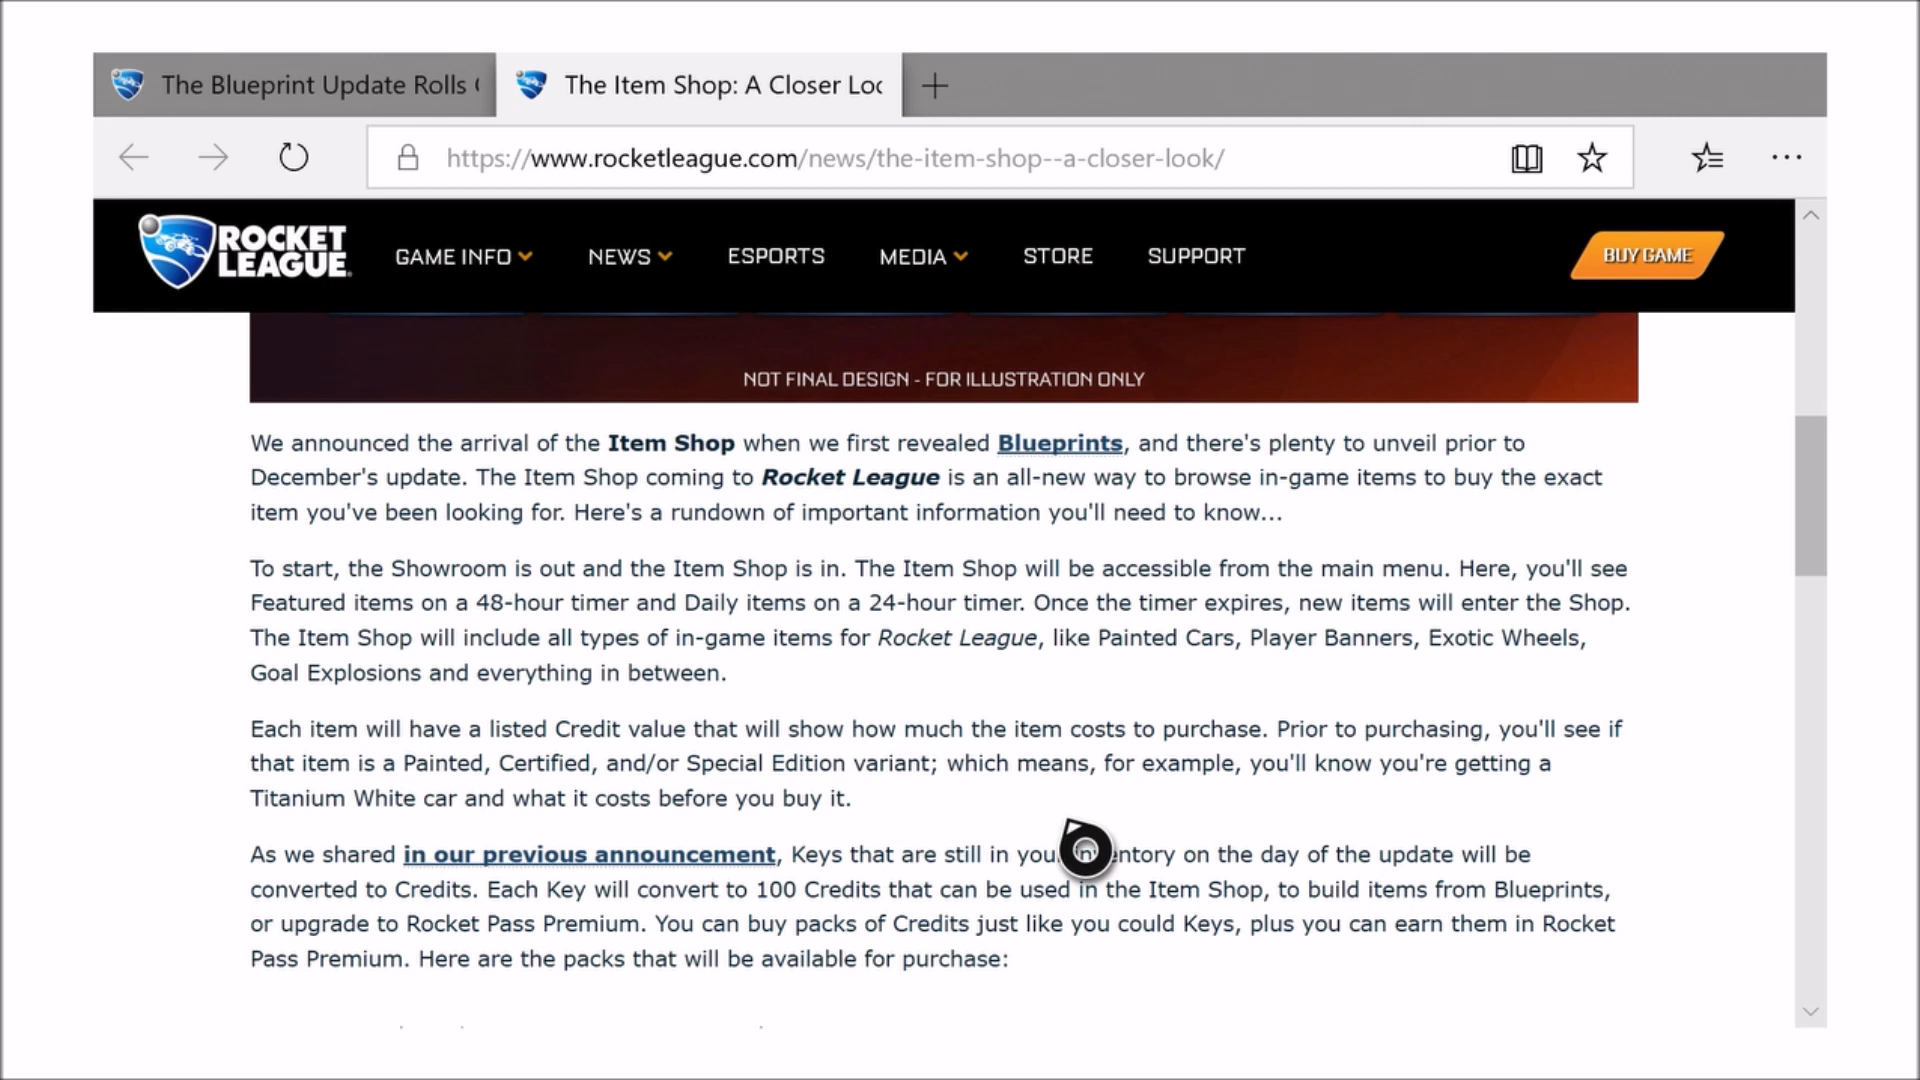 The Blueprint Update Rolls
The Item Shop: A Closer Loo
https://www.rocketleague.com/news/the-item-shop--a-closer-look/
ROCKET
LEAGUE
GAME INFO
NEWS
ESPORTS
MEDIA
STORE
SUPPORT
BUY GAME
NOT FINAL DESIGN - FOR ILLUSTRATION ONLY
We announced the arrival of the Item Shop when we first revealed Blueprints, and there's plenty to unveil prior to
December's update. The Item Shop coming to Rocket League is an all-new way to browse in-game items to buy the exact
item you've been looking for. Here's a rundown of important information you'll need to know...
To start, the Showroom is out and the Item Shop is in. The Item Shop will be accessible from the main menu. Here, you'll see
Featured items on a 48-hour timer and Daily items on a 24-hour timer. Once the timer expires, new items will enter the Shop.
The Item Shop will include all types of in-game items for Rocket League, like Painted Cars, Player Banners, Exotic Wheels,
Goal Explosions and everything in between.
Each item will have a listed Credit value that will show how much the item costs to purchase. Prior to purchasing, you'll see if
that item is a Painted, Certified, and/or Special Edition variant; which means, for example, you'll know you're getting a
Titanium White car and what it costs before you buy it.
As we shared in our previous announcement, Keys that are still in your inventory on the day of the update will be
converted to Credits. Each Key will convert to 100 Credits that can be used in the Item Shop, to build items from Blueprints,
or upgrade to Rocket Pass Premium. You can buy packs of Credits just like you could Keys, plus you can earn them in Rocket
Pass Premium. Here are the packs that will be available for purchase: